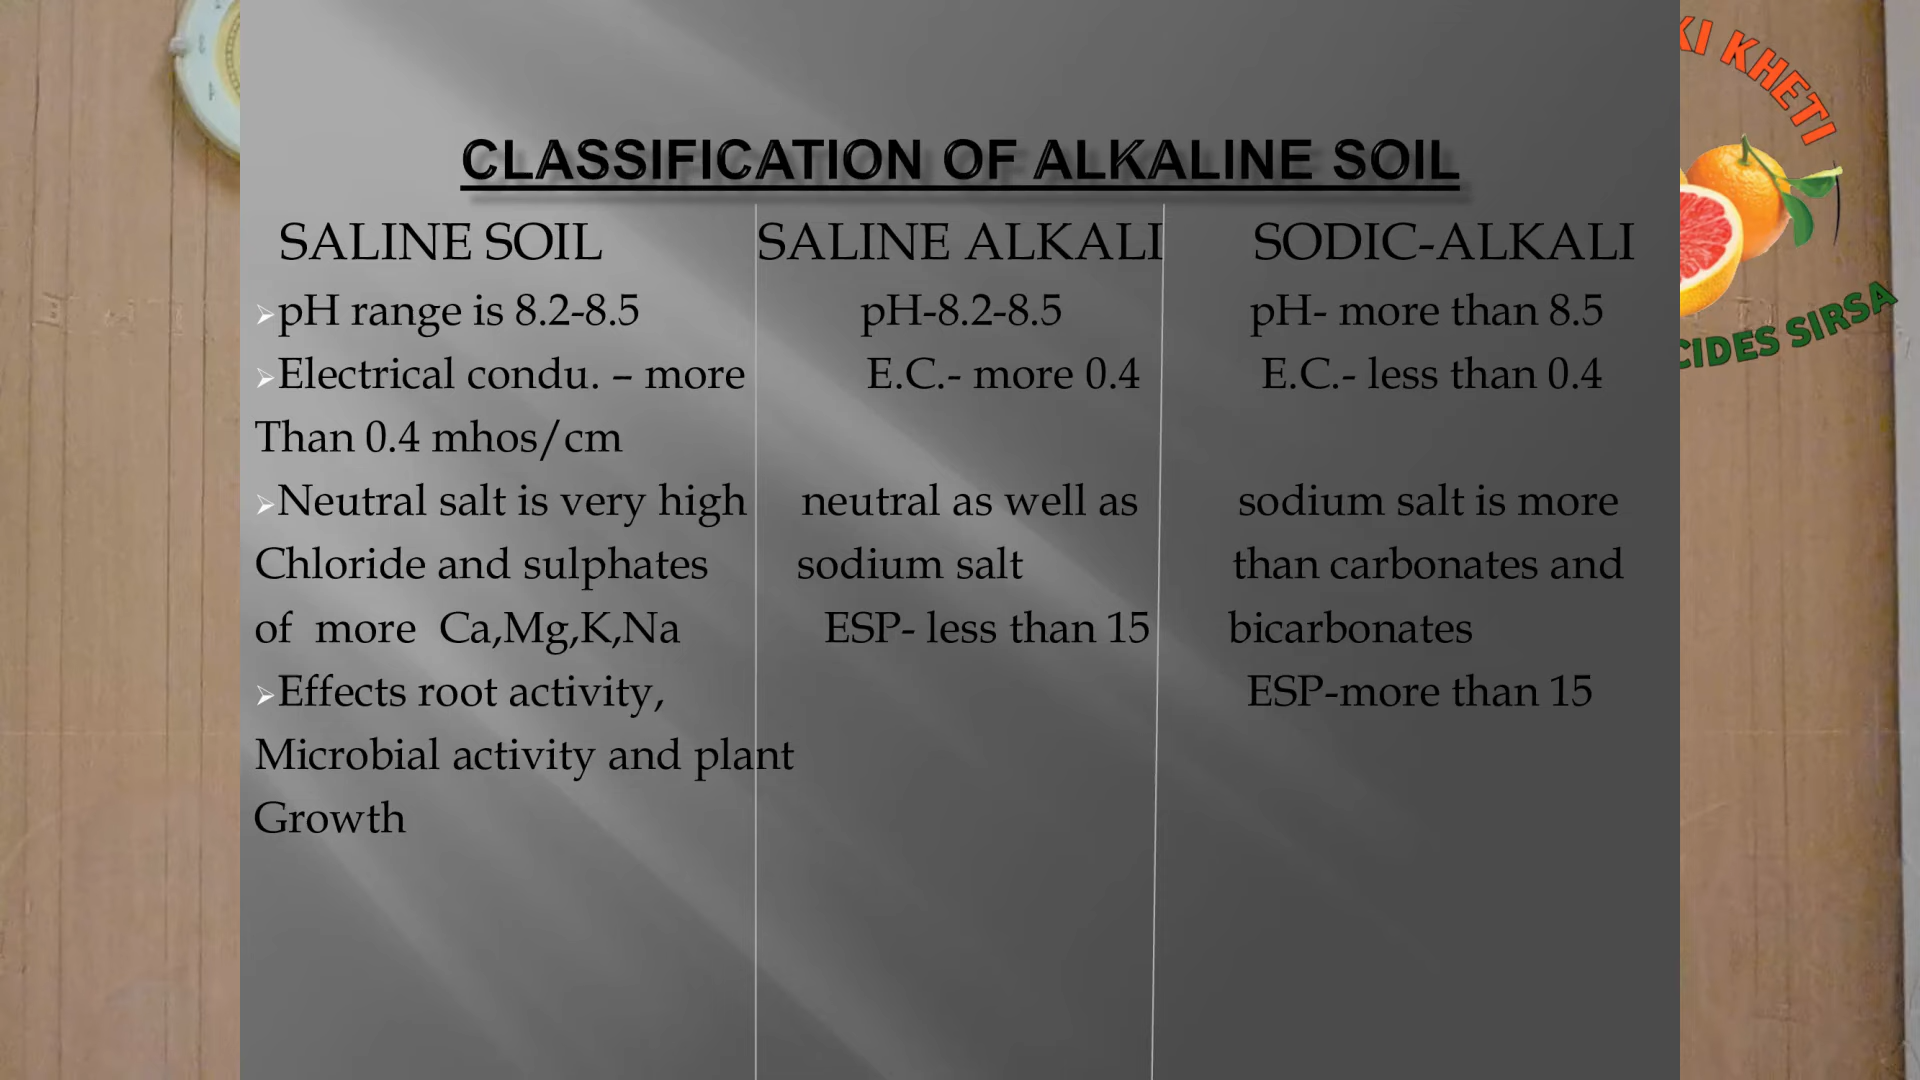 CLASSIFICATION OF ALKALINE SOIL
SALINE SOIL
pH range is 8.2-8.5
Electrical condu. – more
Than 0.4 mhos/cm
Neutral salt is very high
Chloride and sulphates
of more Ca,Mg,K,Na
Effects root activity,
Microbial activity and plant
Growth
SALINE ALKALI
pH-8.2-8.5
E.C.- more 0.4
neutral as well as
sodium salt
ESP- less than 15
SODIC-ALKALI
pH- more than 8.5
E.C.- less than 0.4
sodium salt is more
than carbonates and
bicarbonates
ESP-more than 15
KI KHETI
CIDES SIRSA